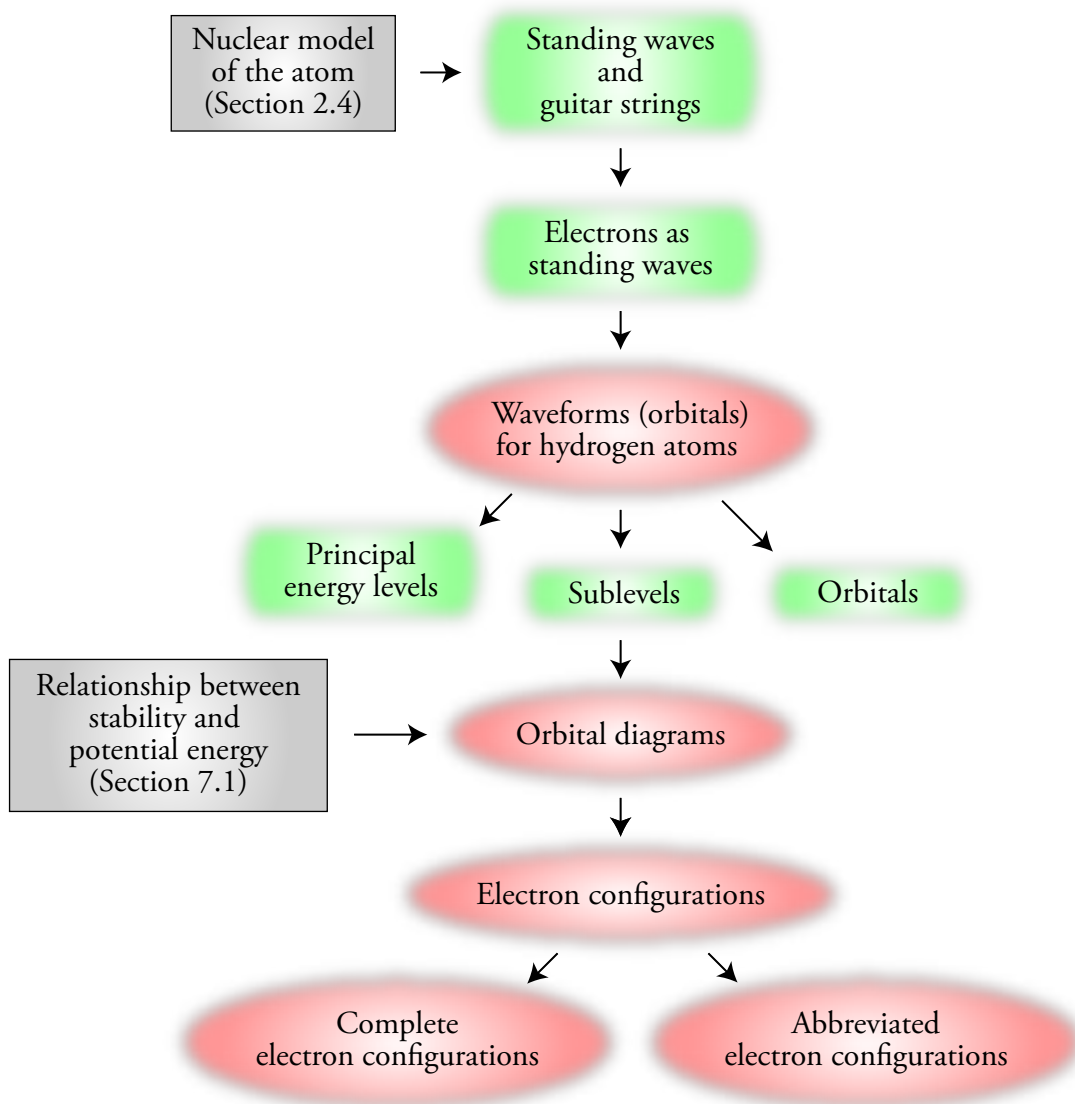 Nuclear model
of the atom
(Section 2.4)
Standing waves
and
guitar strings
Electrons as
standing waves
Waveforms (orbitals)
for hydrogen atoms
Principal
energy levels
Sublevels
Orbitals
Relationship between
stability and
potential energy
(Section 7.1)
Orbital diagrams
Electron configurations
Complete
electron configurations
Abbreviated
electron configurations